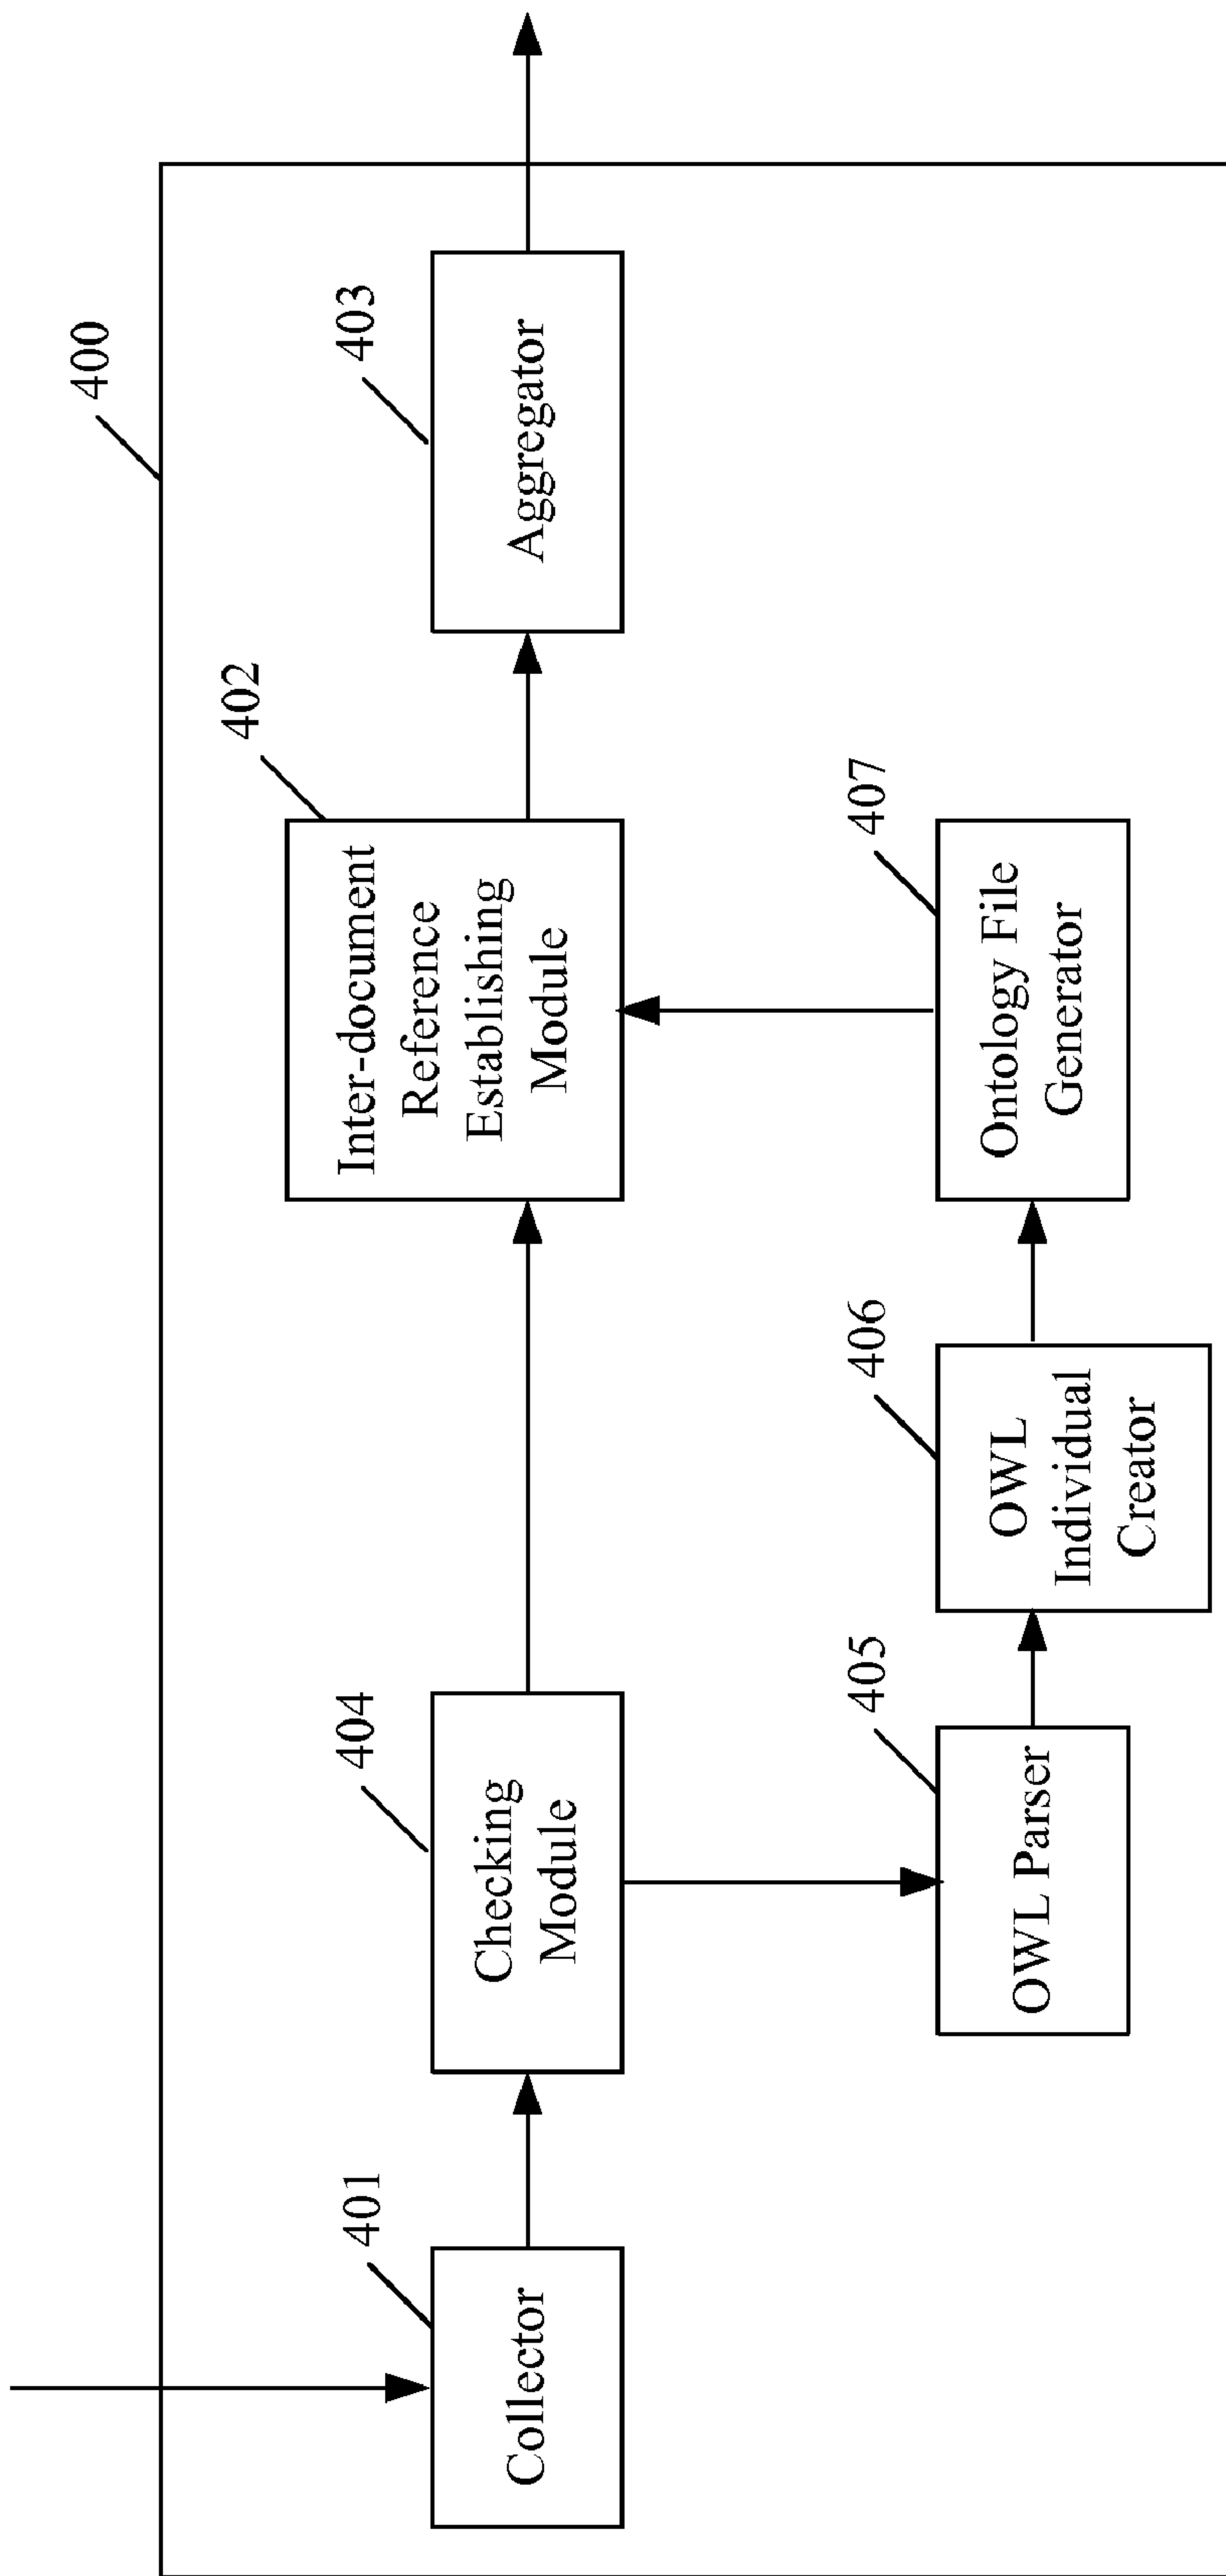 400
401
Collector
404
Checking
Module
402
Inter-document
Reference
Establishing
Module
403
Aggregator
405
OWL Parser
406
OWL
Individual
Creator
407
Ontology File
Generator